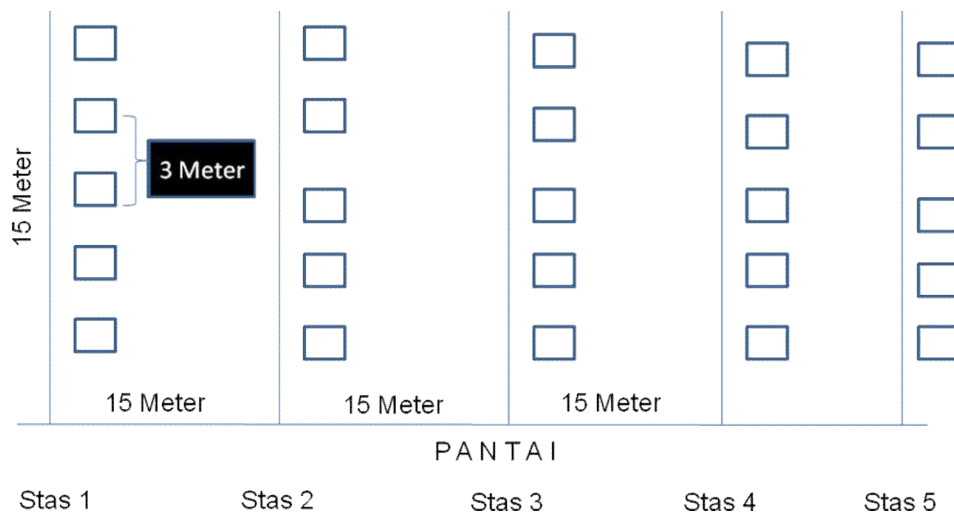 3 Meter
15 Meter
15 Meter
15 Meter
15 Meter
PANTAI
Stas 1
Stas 2
Stas 3
Stas 4
Stas 5